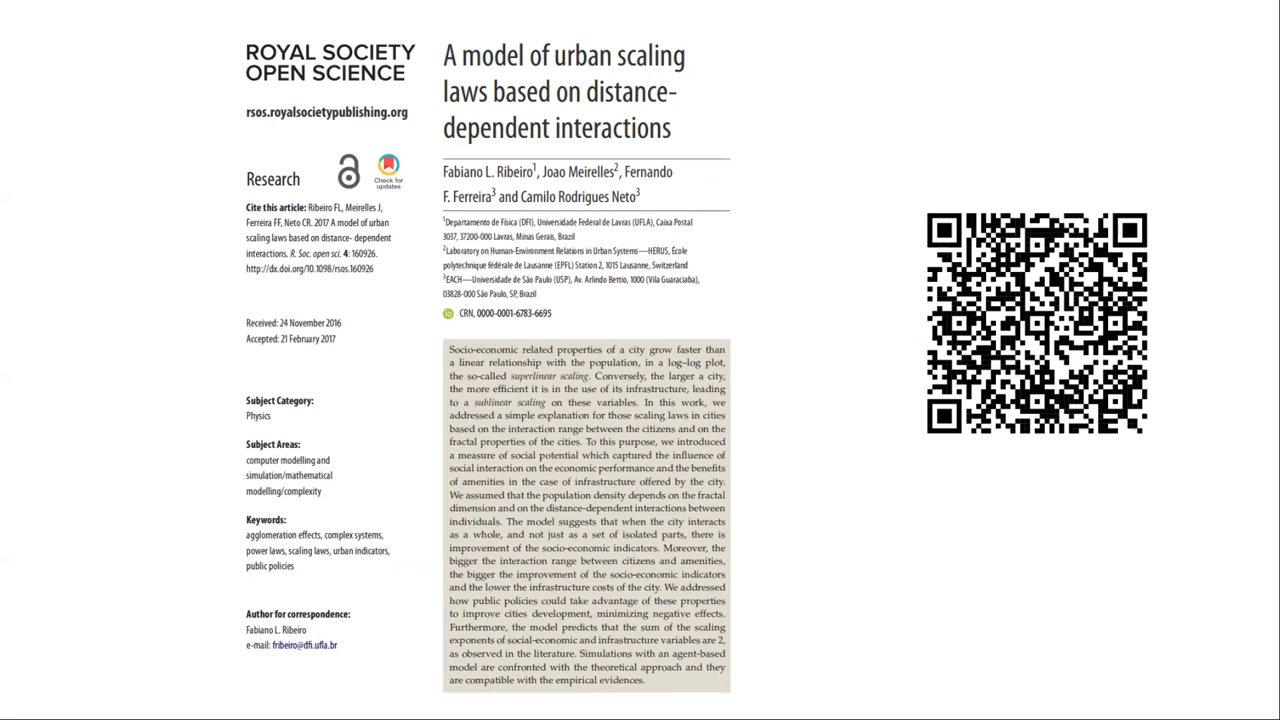 ROYAL SOCIETY
OPEN SCIENCE
rsos.royalsocietypublishing.org
Research
Check for
updates
Cite this article: Ribeiro FL, Meirelles J,
Ferreira FF, Neto CR. 2017 A model of urban
scaling laws based on distance- dependent
interactions. R. Soc. open sci. 4: 160926.
http://dx.doi.org/10.1098/rsos.160926
Received: 24 November 2016
Accepted: 21 February 2017
Subject Category:
Physics
Subject Areas:
computer modelling and
simulation/mathematical
modelling/complexity
Keywords:
agglomeration effects, complex systems,
power laws, scaling laws, urban indicators,
public policies
Author for correspondence:
Fabiano L. Ribeiro
e-mail: fribeiro@dfi.ufla.br
A model of urban scaling
laws based on distance-
dependent interactions
Fabiano L. Ribeiro1, Joao Meirelles2, Fernando
F. Ferreira3 and Camilo Rodrigues Neto3
1Departamento de Física (DFI), Universidade Federal de Lavras (UFLA), Caixa Postal
3037, 37200-000 Lavras, Minas Gerais, Brazil
2Laboratory on Human-Environment Relations in Urban Systems—HERUS, École
polytechnique fédérale de Lausanne (EPFL) Station 2, 1015 Lausanne, Switzerland
3EACH—Universidade de São Paulo (USP), Av. Arlindo Bettio, 1000 (Vila Guaraciaba),
03828-000 São Paulo, SP, Brazil
iD CRN, 0000-0001-6783-6695
Socio-economic related properties of a city grow faster than
a linear relationship with the population, in a log–log plot,
the so-called superlinear scaling. Conversely, the larger a city,
the more efficient it is in the use of its infrastructure, leading
to a sublinear scaling on these variables. In this work, we
addressed a simple explanation for those scaling laws in cities
based on the interaction range between the citizens and on the
fractal properties of the cities. To this purpose, we introduced
a measure of social potential which captured the influence of
social interaction on the economic performance and the benefits
of amenities in the case of infrastructure offered by the city.
We assumed that the population density depends on the fractal
dimension and on the distance-dependent interactions between
individuals. The model suggests that when the city interacts
as a whole, and not just as a set of isolated parts, there is
improvement of the socio-economic indicators. Moreover, the
bigger the interaction range between citizens and amenities,
the bigger the improvement of the socio-economic indicators
and the lower the infrastructure costs of the city. We addressed
how public policies could take advantage of these properties
to improve cities development, minimizing negative effects.
Furthermore, the model predicts that the sum of the scaling
exponents of social-economic and infrastructure variables are 2,
as observed in the literature. Simulations with an agent-based
model are confronted with the theoretical approach and they
are compatible with the empirical evidences.